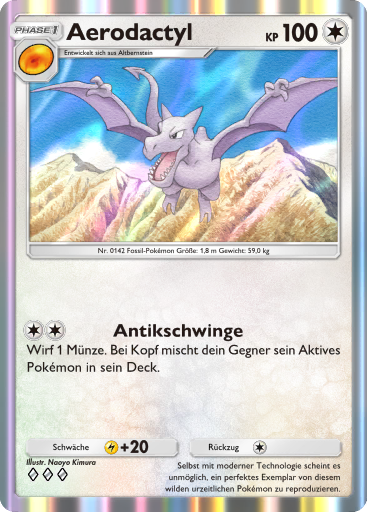 PHASE 1
Aerodactyl
KP 100
Entwickelt sich aus Altbernstein
Nr. 0142 Fossil-Pokémon Größe: 1,8 m Gewicht: 59,0 kg
Antikschwinge
Wirf 1 Münze. Bei Kopf mischt dein Gegner sein Aktives
Pokémon in sein Deck.
Schwäche +20
Rückzug
Illustr. Naoyo Kimura
Selbst mit moderner Technologie scheint es
unmöglich, ein perfektes Exemplar von diesem
wilden urzeitlichen Pokémon zu reproduzieren.